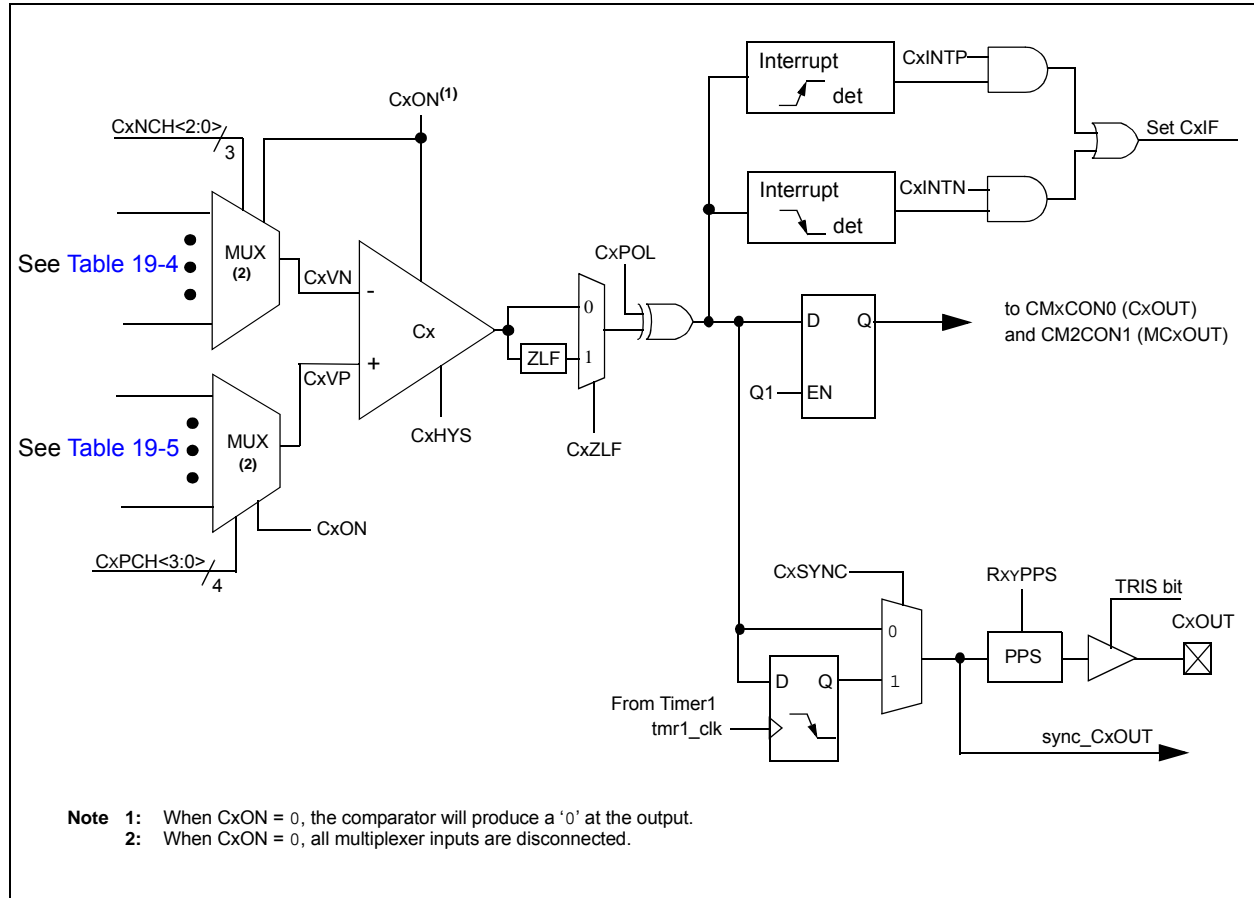 Interrupt
det
CxINTP
CxON(1)
CxNCH<2:0>
3
Set CxIF
Interrupt
det
CxINTN
MUX
(2)
See Table 19-4
CxVN
-
Cx
CxPOL
0
ZLF
1
D Q
Q1
EN
to CMxCON0 (CxOUT)
and CM2CON1 (MCxOUT)
CxVP
+
CxHYS
CxZLF
MUX
(2)
See Table 19-5
CxON
CxPCH<3:0>
4
CxSYNC
RxyPPS
TRIS bit
CxOUT
0
PPS
D Q
1
From Timer1
tmr1_clk
sync_CxOUT
Note 1: When CxON = 0, the comparator will produce a ‘0’ at the output.
2: When CxON = 0, all multiplexer inputs are disconnected.